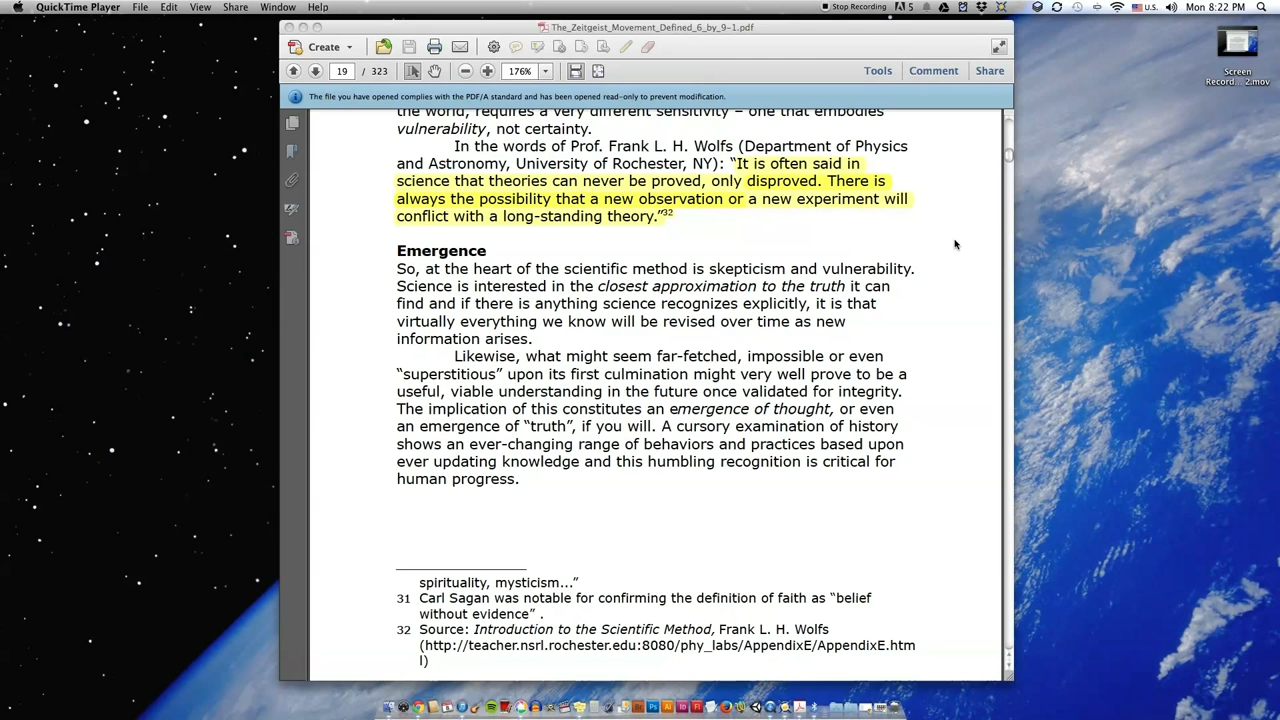 QuickTime Player File Edit View Share Window Help Stop Recording 5 U.S. Mon 8:22 PM
The_Zeitgeist_Movement_Defined_6_by_9-1.pdf
Create
19 / 323 176% Tools Comment Share
The file you have opened complies with the PDF/A standard and has been opened read-only to prevent modification.
Screen
Record... 2.mov
the world, requires a very different sensitivity – one that embodies
vulnerability, not certainty.
In the words of Prof. Frank L. H. Wolfs (Department of Physics
and Astronomy, University of Rochester, NY): “It is often said in
science that theories can never be proved, only disproved. There is
always the possibility that a new observation or a new experiment will
conflict with a long-standing theory.”32
Emergence
So, at the heart of the scientific method is skepticism and vulnerability.
Science is interested in the closest approximation to the truth it can
find and if there is anything science recognizes explicitly, it is that
virtually everything we know will be revised over time as new
information arises.
Likewise, what might seem far-fetched, impossible or even
“superstitious” upon its first culmination might very well prove to be a
useful, viable understanding in the future once validated for integrity.
The implication of this constitutes an emergence of thought, or even
an emergence of “truth”, if you will. A cursory examination of history
shows an ever-changing range of behaviors and practices based upon
ever updating knowledge and this humbling recognition is critical for
human progress.
spirituality, mysticism...”
31 Carl Sagan was notable for confirming the definition of faith as “belief
without evidence” .
32 Source: Introduction to the Scientific Method, Frank L. H. Wolfs
(http://teacher.nsrl.rochester.edu:8080/phy_labs/AppendixE/AppendixE.htm
l)
Br Ps Ai Id Fl